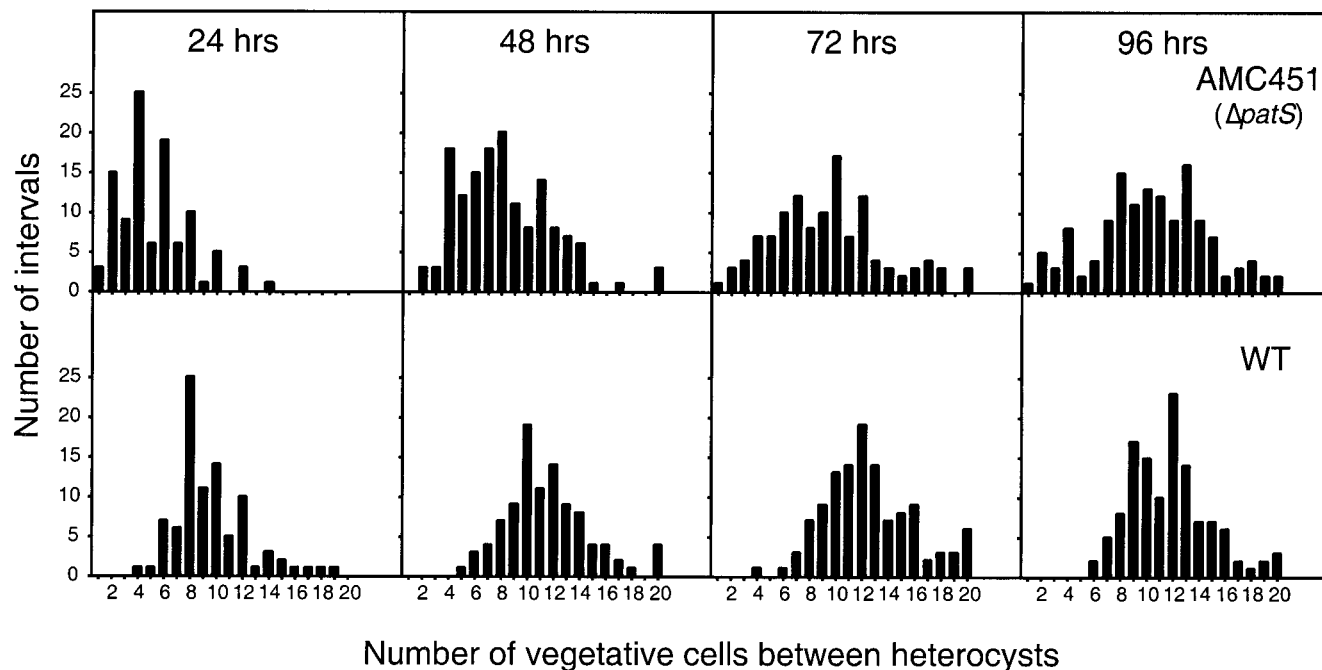 24 hrs 48 hrs 72 hrs 96 hrs
AMC451
(ΔpatS)
25
20
15
10
5
0
WT
25
20
15
10
5
0
Number of intervals
2 4 6 8 10 12 14 16 18 20 2 4 6 8 10 12 14 16 18 20 2 4 6 8 10 12 14 16 18 20 2 4 6 8 10 12 14 16 18 20
Number of vegetative cells between heterocysts